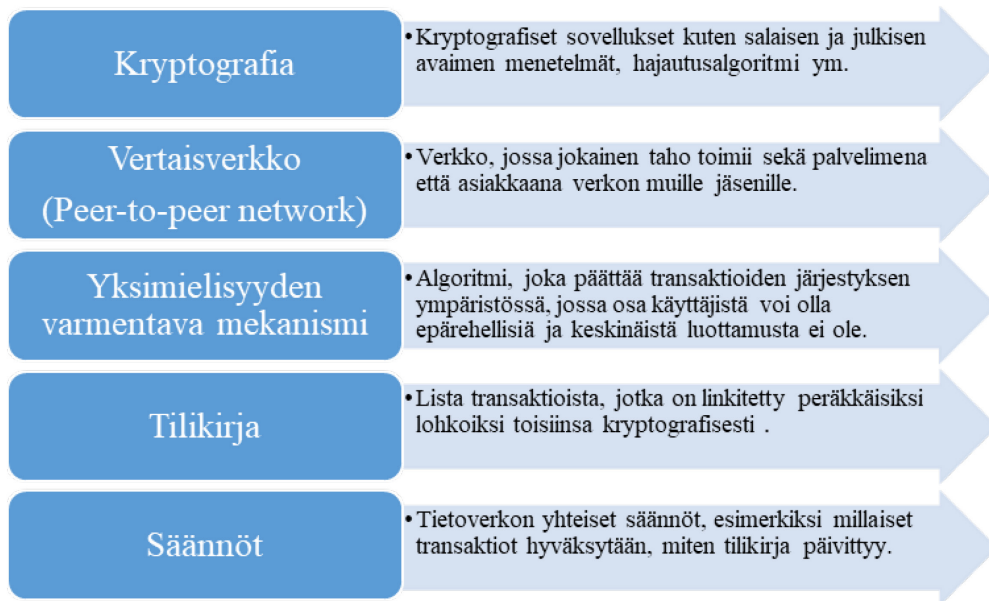 Kryptografia
•Kryptografiset sovellukset kuten salaisen ja julkisen
avaimen menetelmät, hajautusalgoritmi ym.
Vertaisverkko
(Peer-to-peer network)
•Verkko, jossa jokainen taho toimii sekä palvelimena
että asiakkaana verkon muille jäsenille.
Yksimielisyyden
varmentava mekanismi
•Algoritmi, joka päättää transaktioiden järjestyksen
ympäristössä, jossa osa käyttäjistä voi olla
epärehellisiä ja keskinäistä luottamusta ei ole.
Tilikirja
•Lista transaktioista, jotka on linkitetty peräkkäisiksi
lohkoiksi toisiinsa kryptografisesti .
Säännöt
•Tietoverkon yhteiset säännöt, esimerkiksi millaiset
transaktiot hyväksytään, miten tilikirja päivittyy.